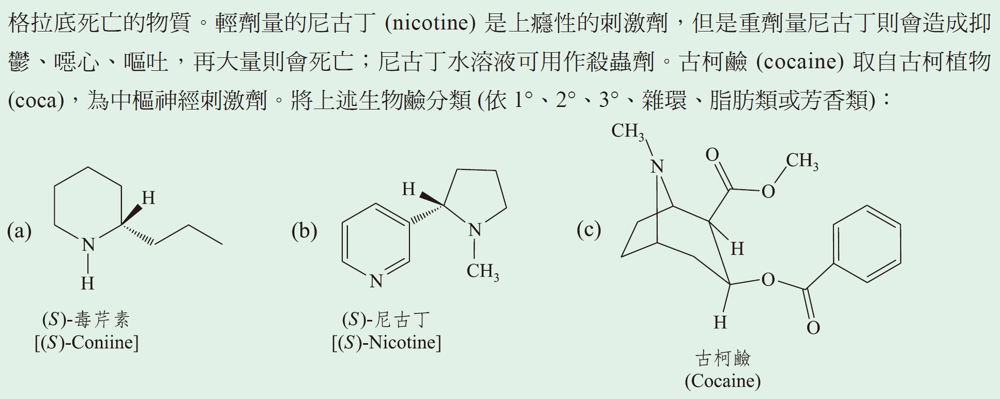 格拉底死亡的物質。輕劑量的尼古丁 (nicotine) 是上癮性的刺激劑，但是重劑量尼古丁則會造成抑
鬱、噁心、嘔吐，再大量則會死亡；尼古丁水溶液可用作殺蟲劑。古柯鹼 (cocaine) 取自古柯植物
(coca)，為中樞神經刺激劑。將上述生物鹼分類 (依 1°、2°、3°、雜環、脂肪類或芳香類)：
(a)
H
N
H
(S)-毒芹素
[(S)-Coniine]
(b)
H
N
CH3
N
(S)-尼古丁
[(S)-Nicotine]
(c)
CH3
N
O
CH3
O
H
O
H
O
古柯鹼
(Cocaine)